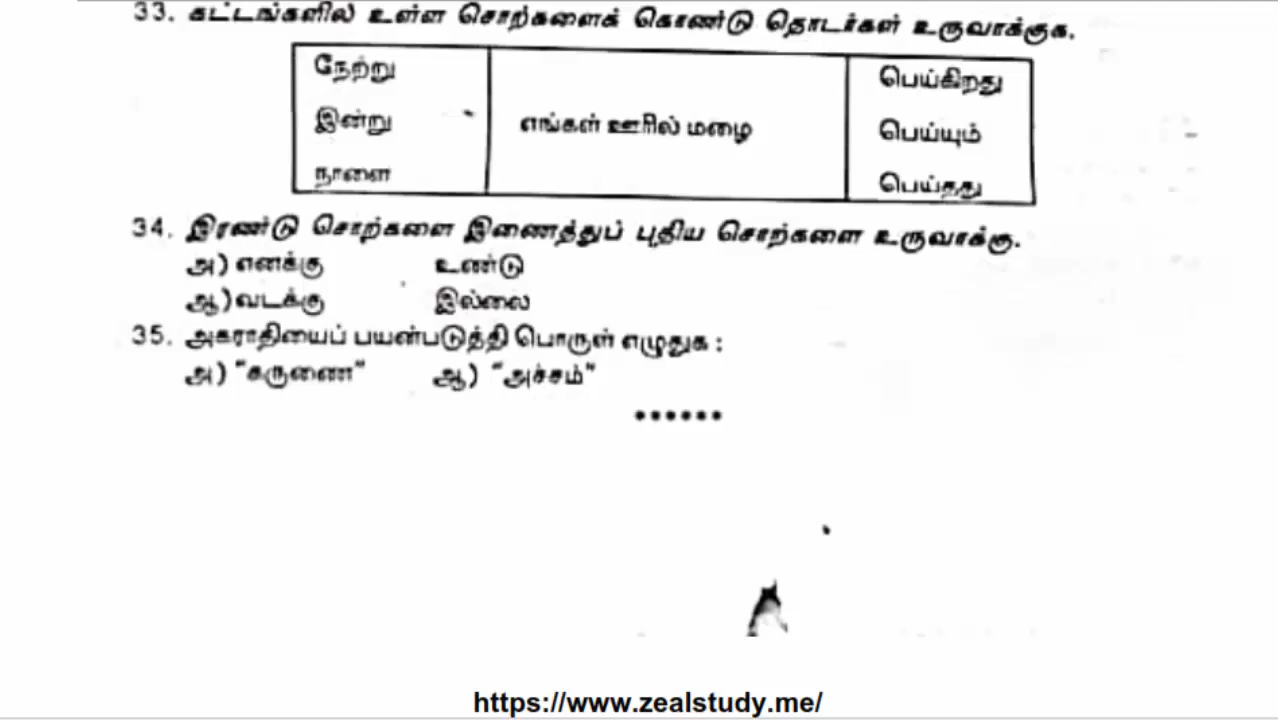 33. கட்டங்களில் உள்ள சொற்களைக் கொண்டு தொடர்கள் உருவாக்குக.
நேற்று
இன்று
நாளை
எங்கள் ஊரில் மழை
பெய்கிறது
பெய்யும்
பெய்தது
34. இரண்டு சொற்களை இணைத்துப் புதிய சொற்களை உருவாக்கு.
அ) எனக்கு உண்டு
ஆ) வடக்கு இல்லை
35. அகராதியைப் பயன்படுத்தி பொருள் எழுதுக :
அ) "கருணை" ஆ) "அச்சம்"
******
https://www.zealstudy.me/